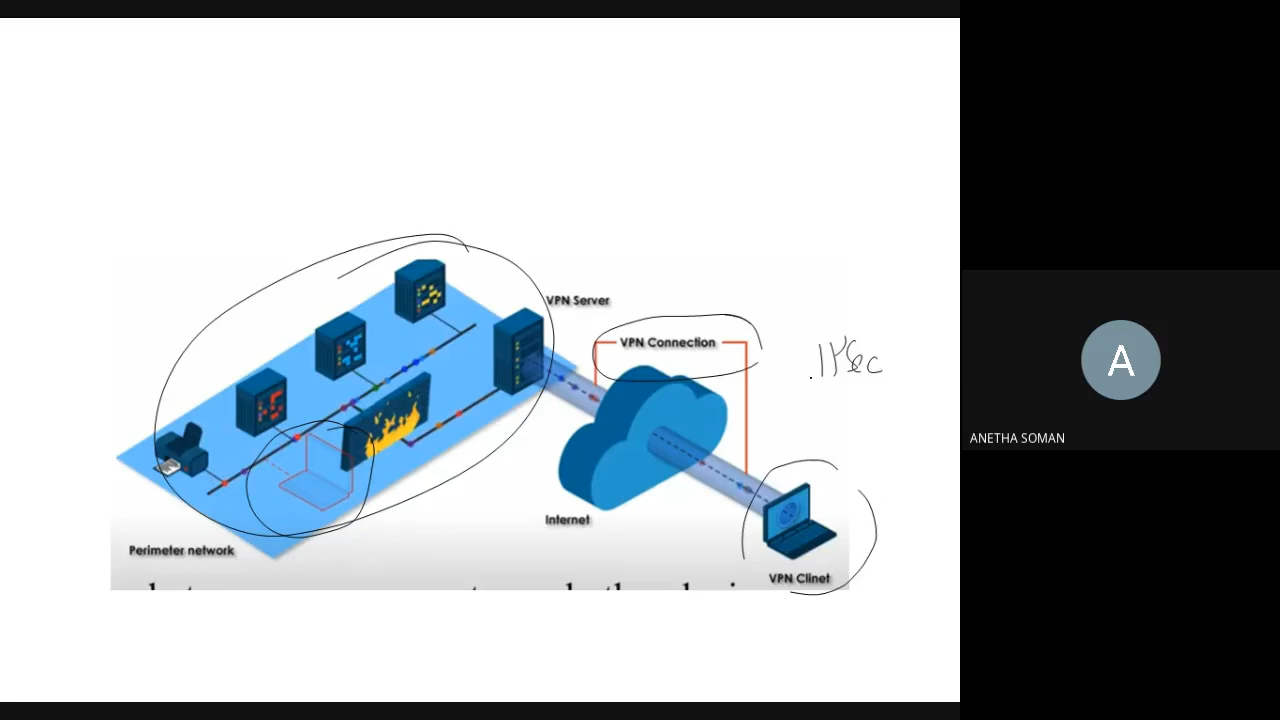 VPN Server
VPN Connection
IPSec
Internet
Perimeter network
VPN Clinet
A
ANETHA SOMAN